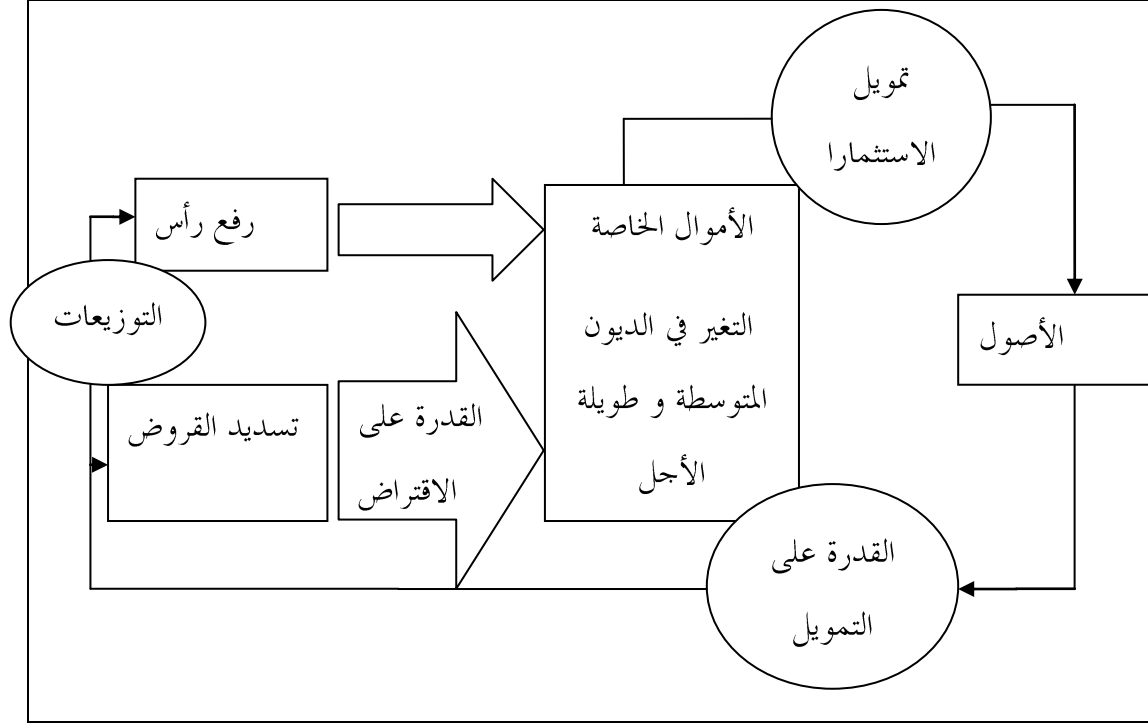 تمويل
الاستثمارا
رفع رأس
الأموال الخاصة
التوزيعات
التغير في الديون
المتوسطة و طويلة
الأجل
الأصول
تسديد القروض
القدرة على
الاقتراض
القدرة على
التمويل